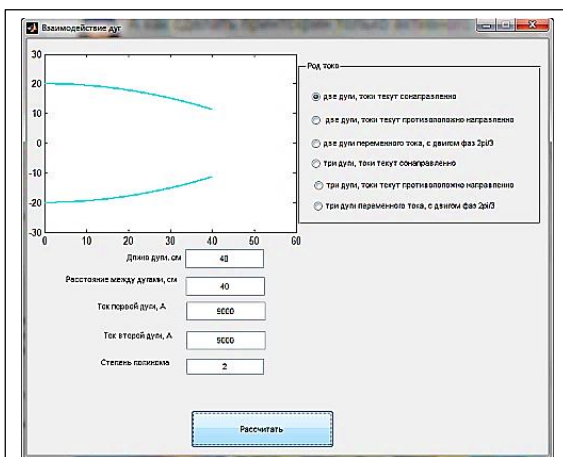 Взаимодействие дуг
30
20
10
0
-10
-20
-30
0 10 20 30 40 50 60
Род тока
две дуги, токи текут сонаправленно
две дуги, токи текут противоположно направленно
две дуги переменного тока, с двигом фаз 2pi/3
три дуги, токи текут сонаправленно
три дуги, токи текут противоположно направленно
три дуги переменного тока, с двигом фаз 2pi/3
Длина дуги, см 40
Расстояние между дугами, см 40
Ток первой дуги, А 9000
Ток второй дуги, А 9000
Степень полинома 2
Рассчитать